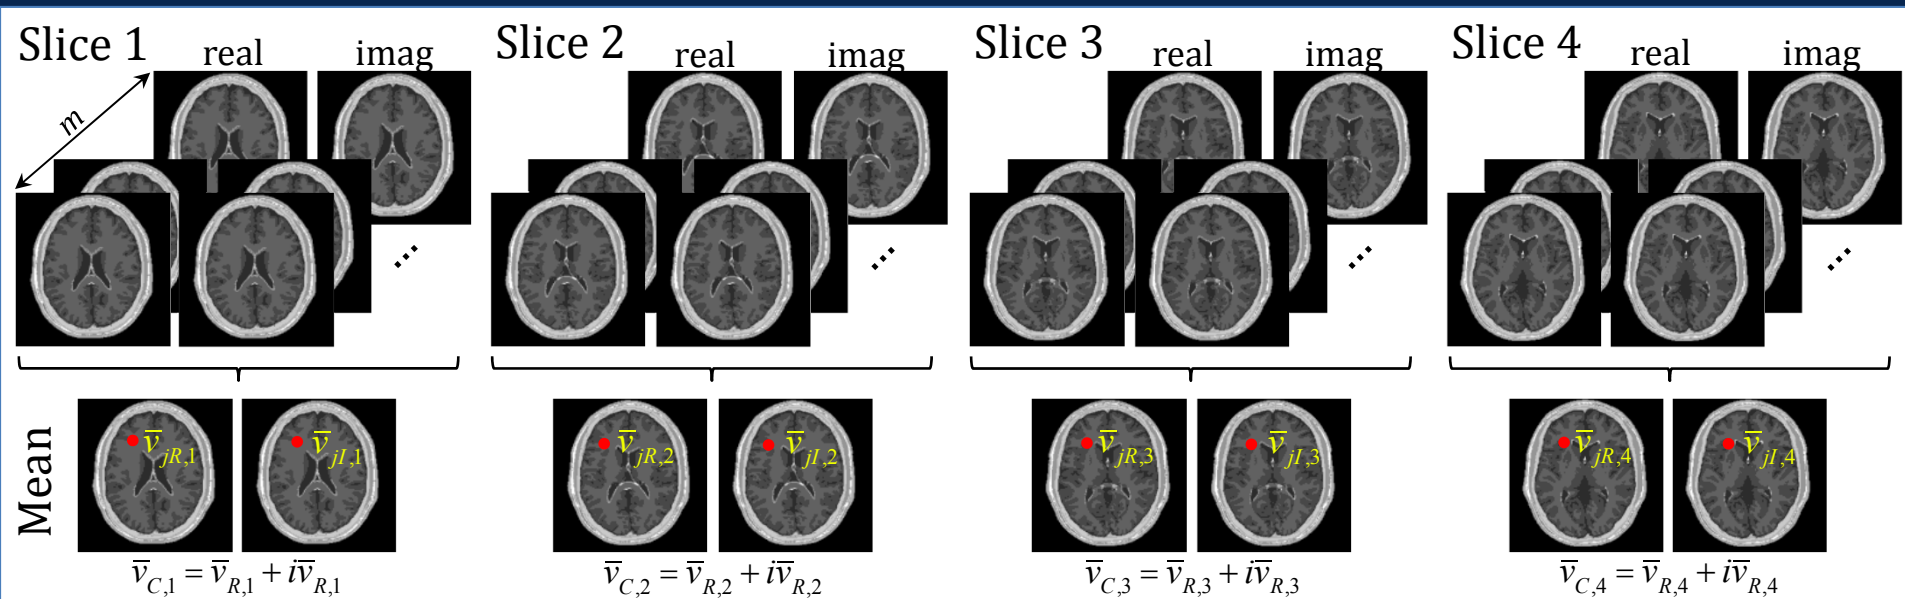 Slice 1 real imag
Slice 2 real imag
Slice 3 real imag
Slice 4 real imag
m
...
...
...
...
Mean
v̅_{jR,1} v̅_{jI,1}
v̅_{jR,2} v̅_{jI,2}
v̅_{jR,3} v̅_{jI,3}
v̅_{jR,4} v̅_{jI,4}
v̅_{C,1} = v̅_{R,1} + iv̅_{R,1}
v̅_{C,2} = v̅_{R,2} + iv̅_{R,2}
v̅_{C,3} = v̅_{R,3} + iv̅_{R,3}
v̅_{C,4} = v̅_{R,4} + iv̅_{R,4}